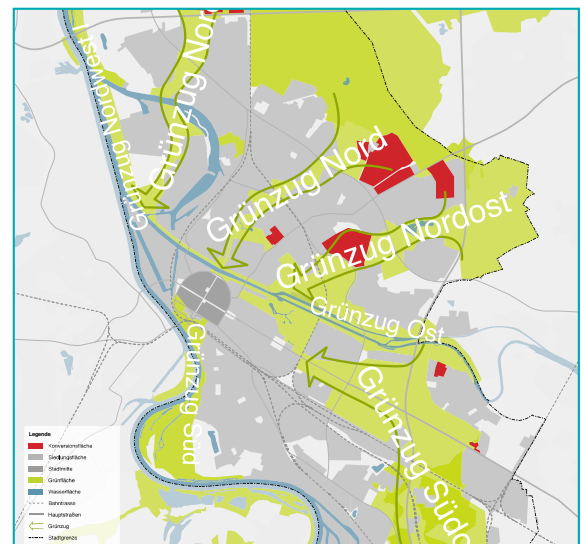 Grünzug Nordwest
Grünzug Nord
Grünzug Nord
Grünzug Nordost
Grünzug Ost
Grünzug Süd
Grünzug Südo
Legende
Konversionsfläche
Siedlungsfläche
Stadtmitte
Grünfläche
Wasserfläche
Bahntrasse
Hauptstraßen
Grünzug
Stadtgrenze